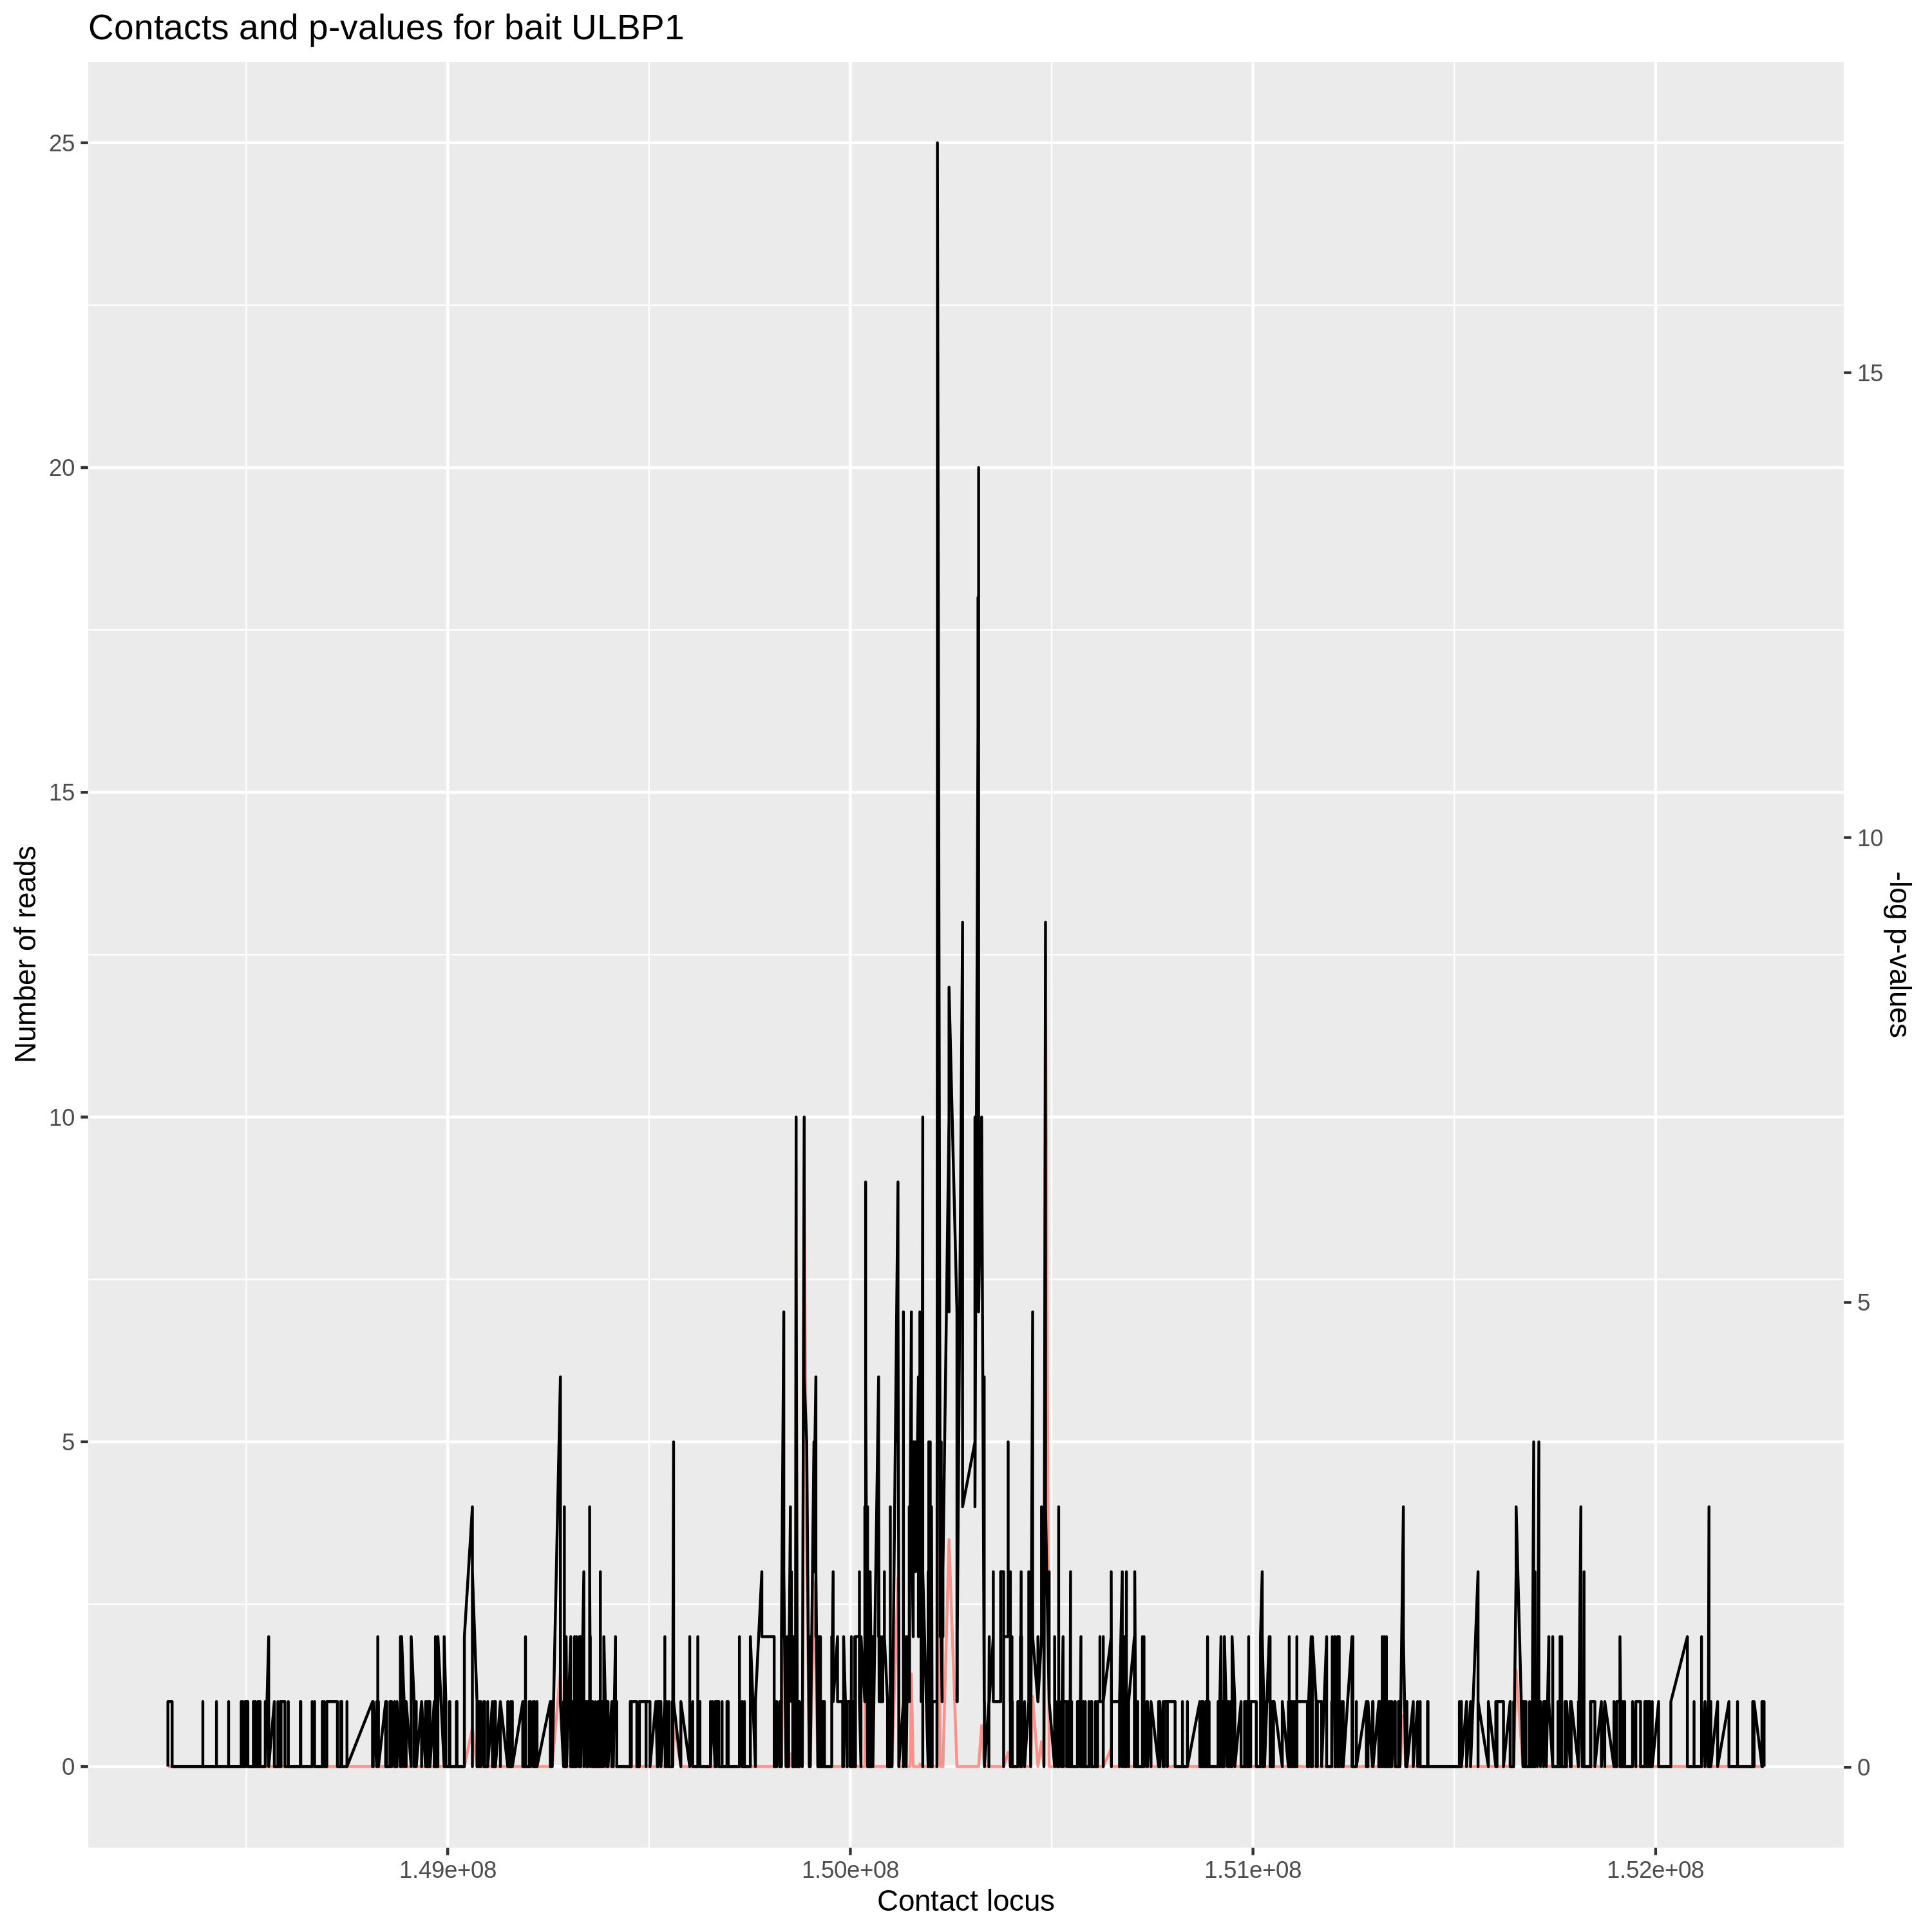 Contacts and p-values for bait ULBP1
25
20
15
10
5
0
Number of reads
15
10
5
0
-log p-values
1.49e+08
1.50e+08
1.51e+08
1.52e+08
Contact locus